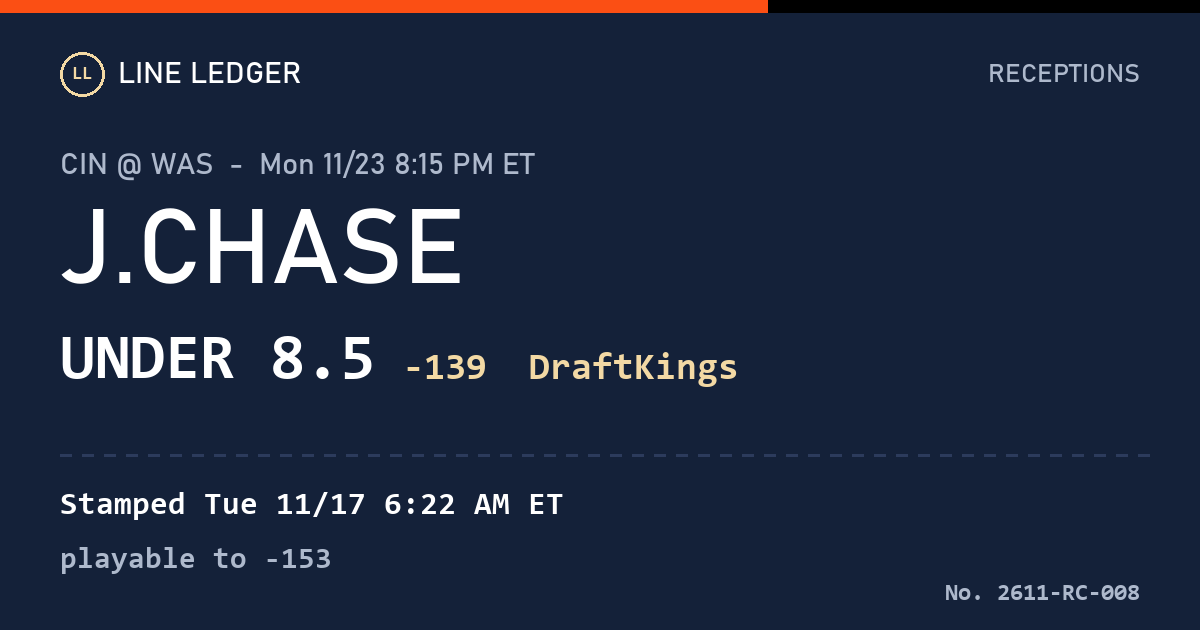 LL LINE LEDGER
RECEPTIONS
CIN @ WAS - Mon 11/23 8:15 PM ET
J.CHASE
UNDER 8.5 -139 DraftKings
Stamped Tue 11/17 6:22 AM ET
playable to -153
No. 2611-RC-008